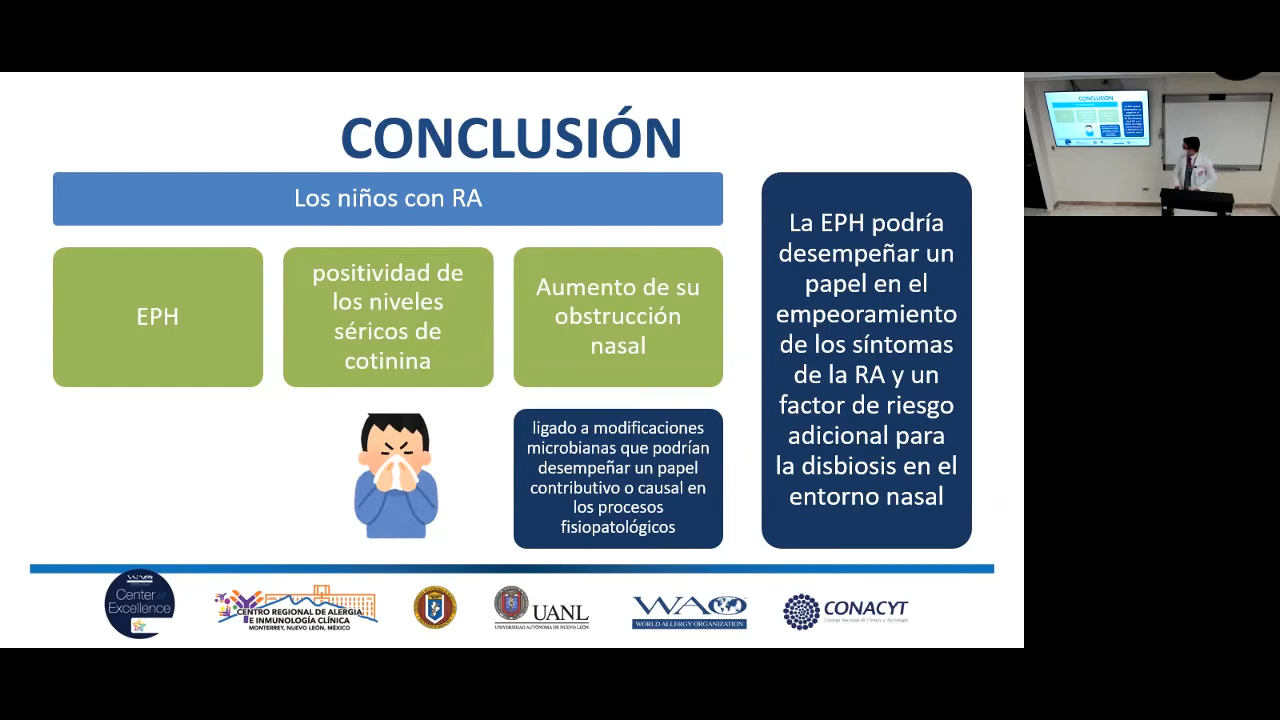 CONCLUSIÓN
Los niños con RA
EPH
positividad de
los niveles
séricos de
cotinina
Aumento de su
obstrucción
nasal
ligado a modificaciones
microbianas que podrían
desempeñar un papel
contributivo o causal en
los procesos
fisiopatológicos
La EPH podría
desempeñar un
papel en el
empeoramiento
de los síntomas
de la RA y un
factor de riesgo
adicional para
la disbiosis en el
entorno nasal
WAO
Center of
Excellence
CENTRO REGIONAL DE ALERGIA
E INMUNOLOGÍA CLÍNICA
MONTERREY, NUEVO LEÓN, MÉXICO
UANL
UNIVERSIDAD AUTÓNOMA DE NUEVO LEÓN
WAO
WORLD ALLERGY ORGANIZATION
CONACYT
Consejo Nacional de Ciencia y Tecnología
CONCLUSIÓN